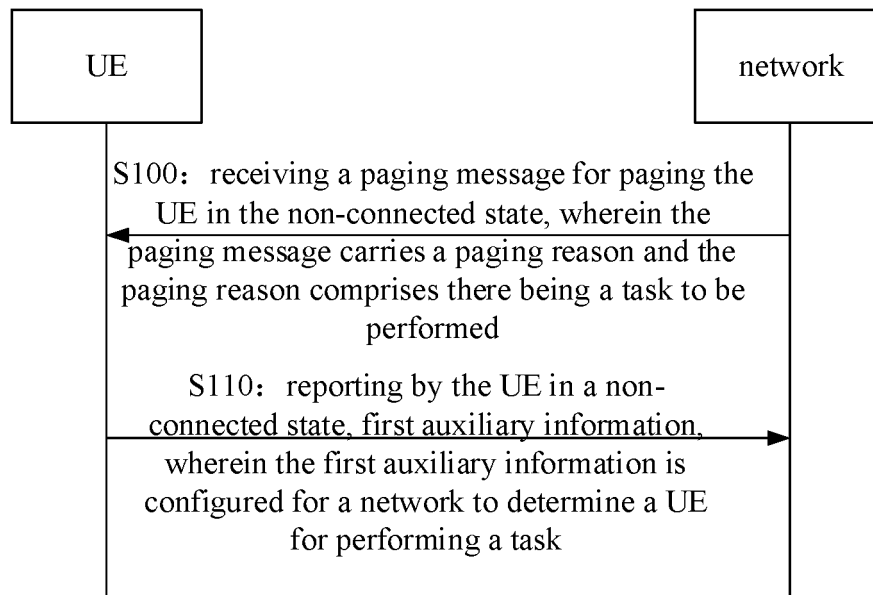 UE
network
S100：receiving a paging message for paging the
UE in the non-connected state, wherein the
paging message carries a paging reason and the
paging reason comprises there being a task to be
performed
S110：reporting by the UE in a non-
connected state, first auxiliary information,
wherein the first auxiliary information is
configured for a network to determine a UE
for performing a task